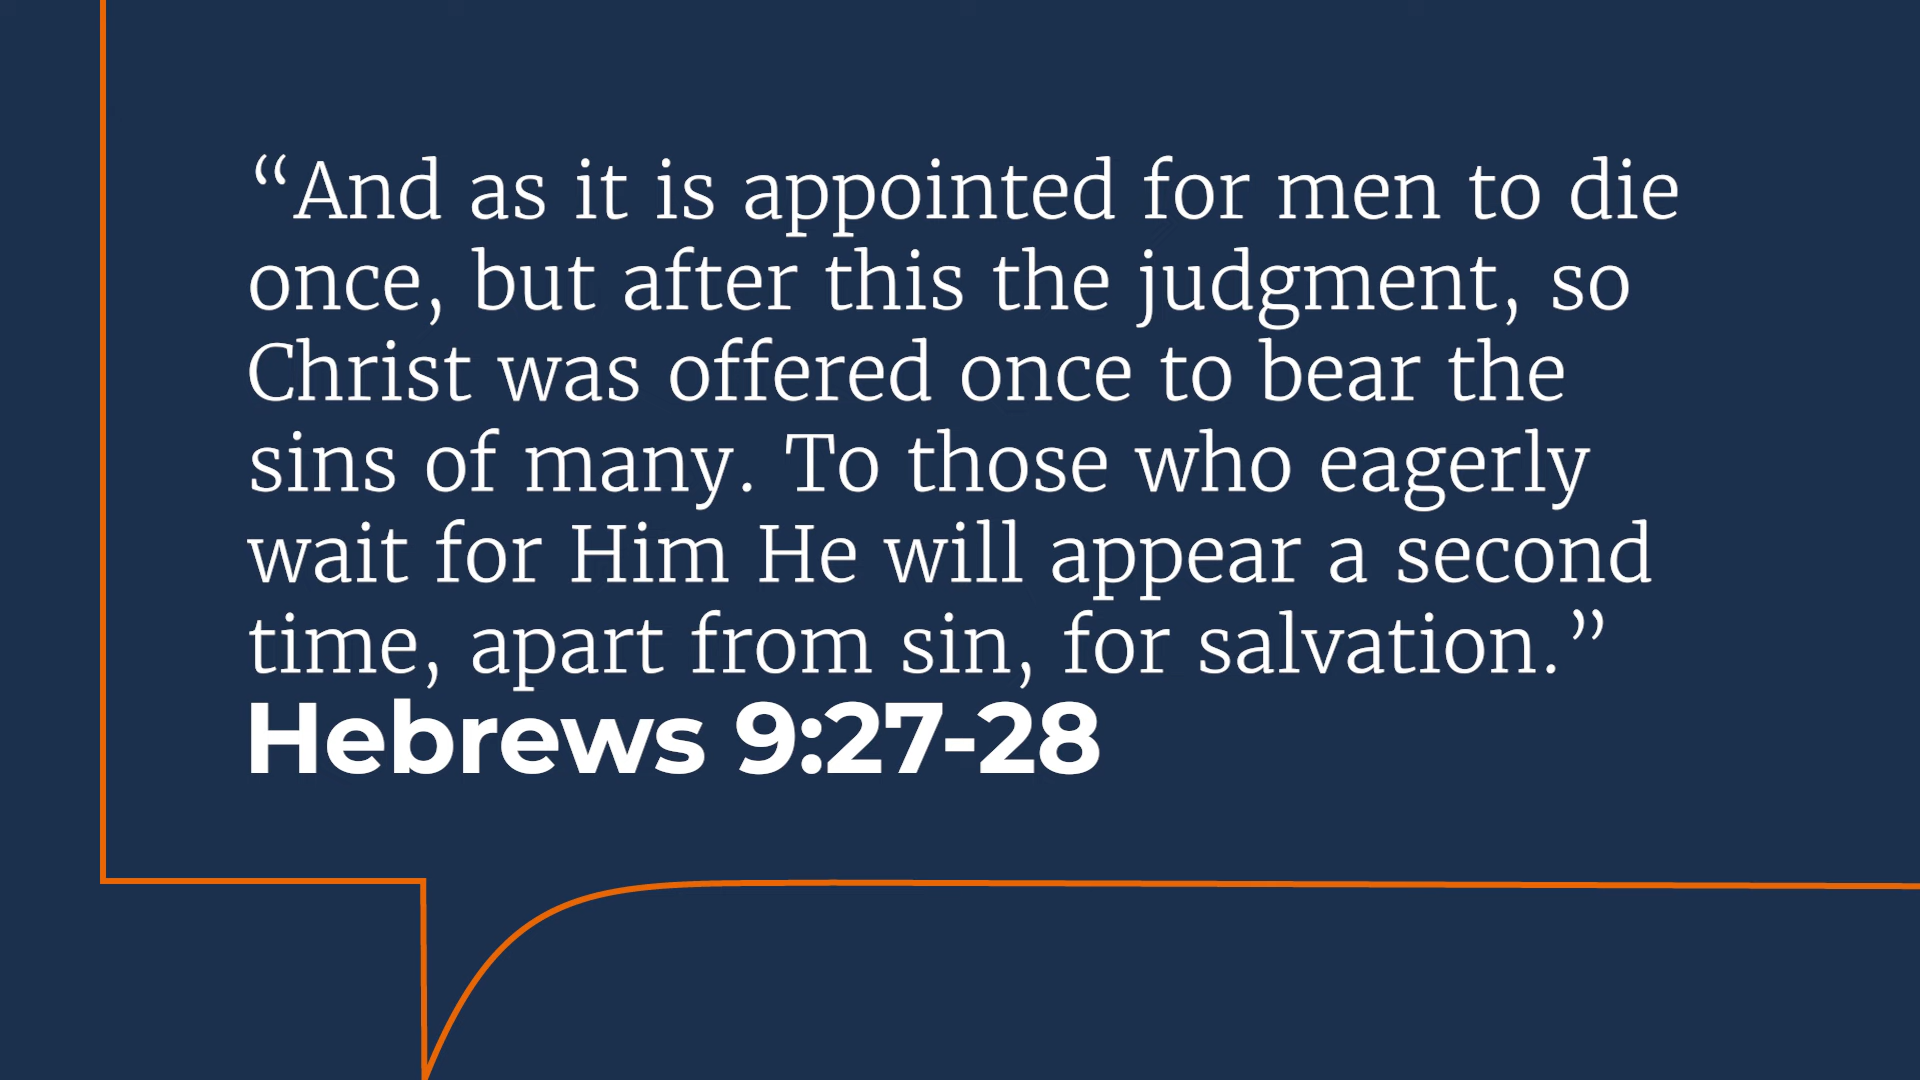 “And as it is appointed for men to die
once, but after this the judgment, so
Christ was offered once to bear the
sins of many. To those who eagerly
wait for Him He will appear a second
time, apart from sin, for salvation.”
Hebrews 9:27-28